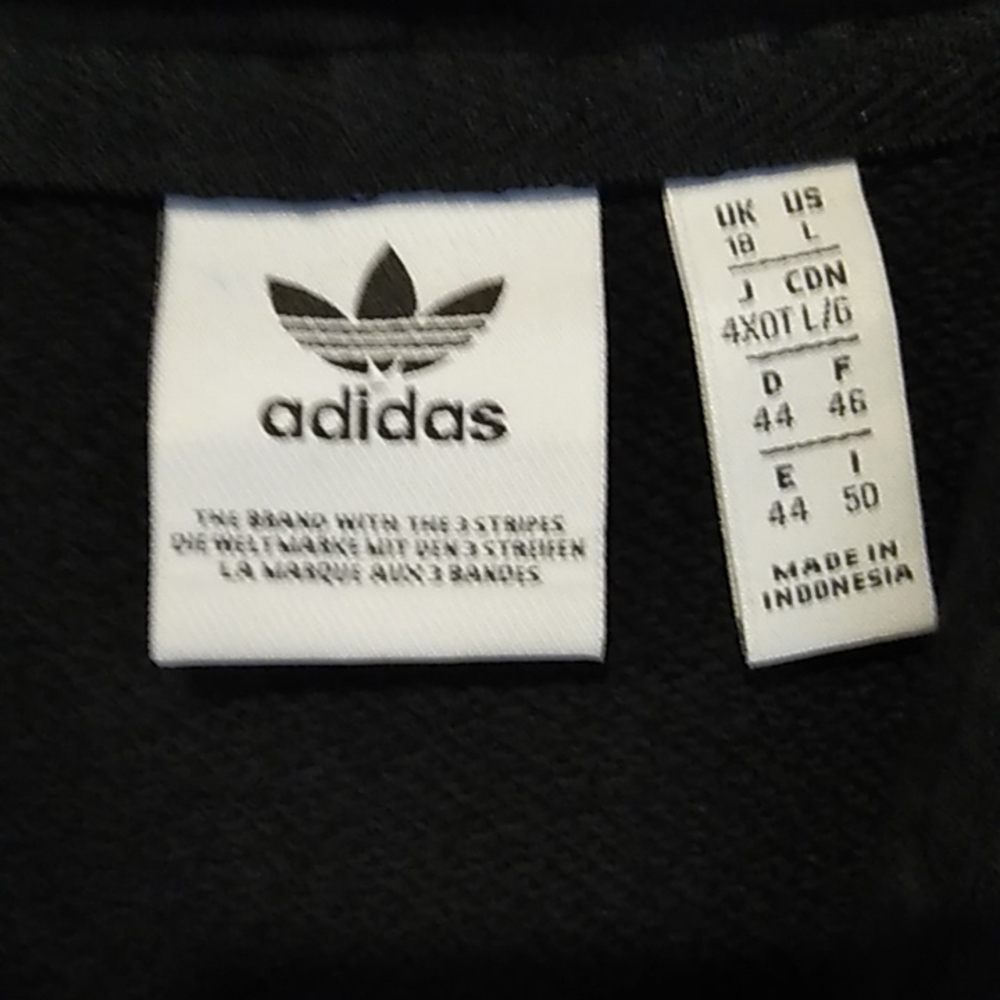 adidas
THE BRAND WITH THE 3 STRIPES
DIE WELTMARKE MIT DEN 3 STREIFEN
LA MARQUE AUX 3 BANDES
UK US
18 L
J CDN
4XOT L/G
D F
44 46
E I
44 50
MADE IN
INDONESIA